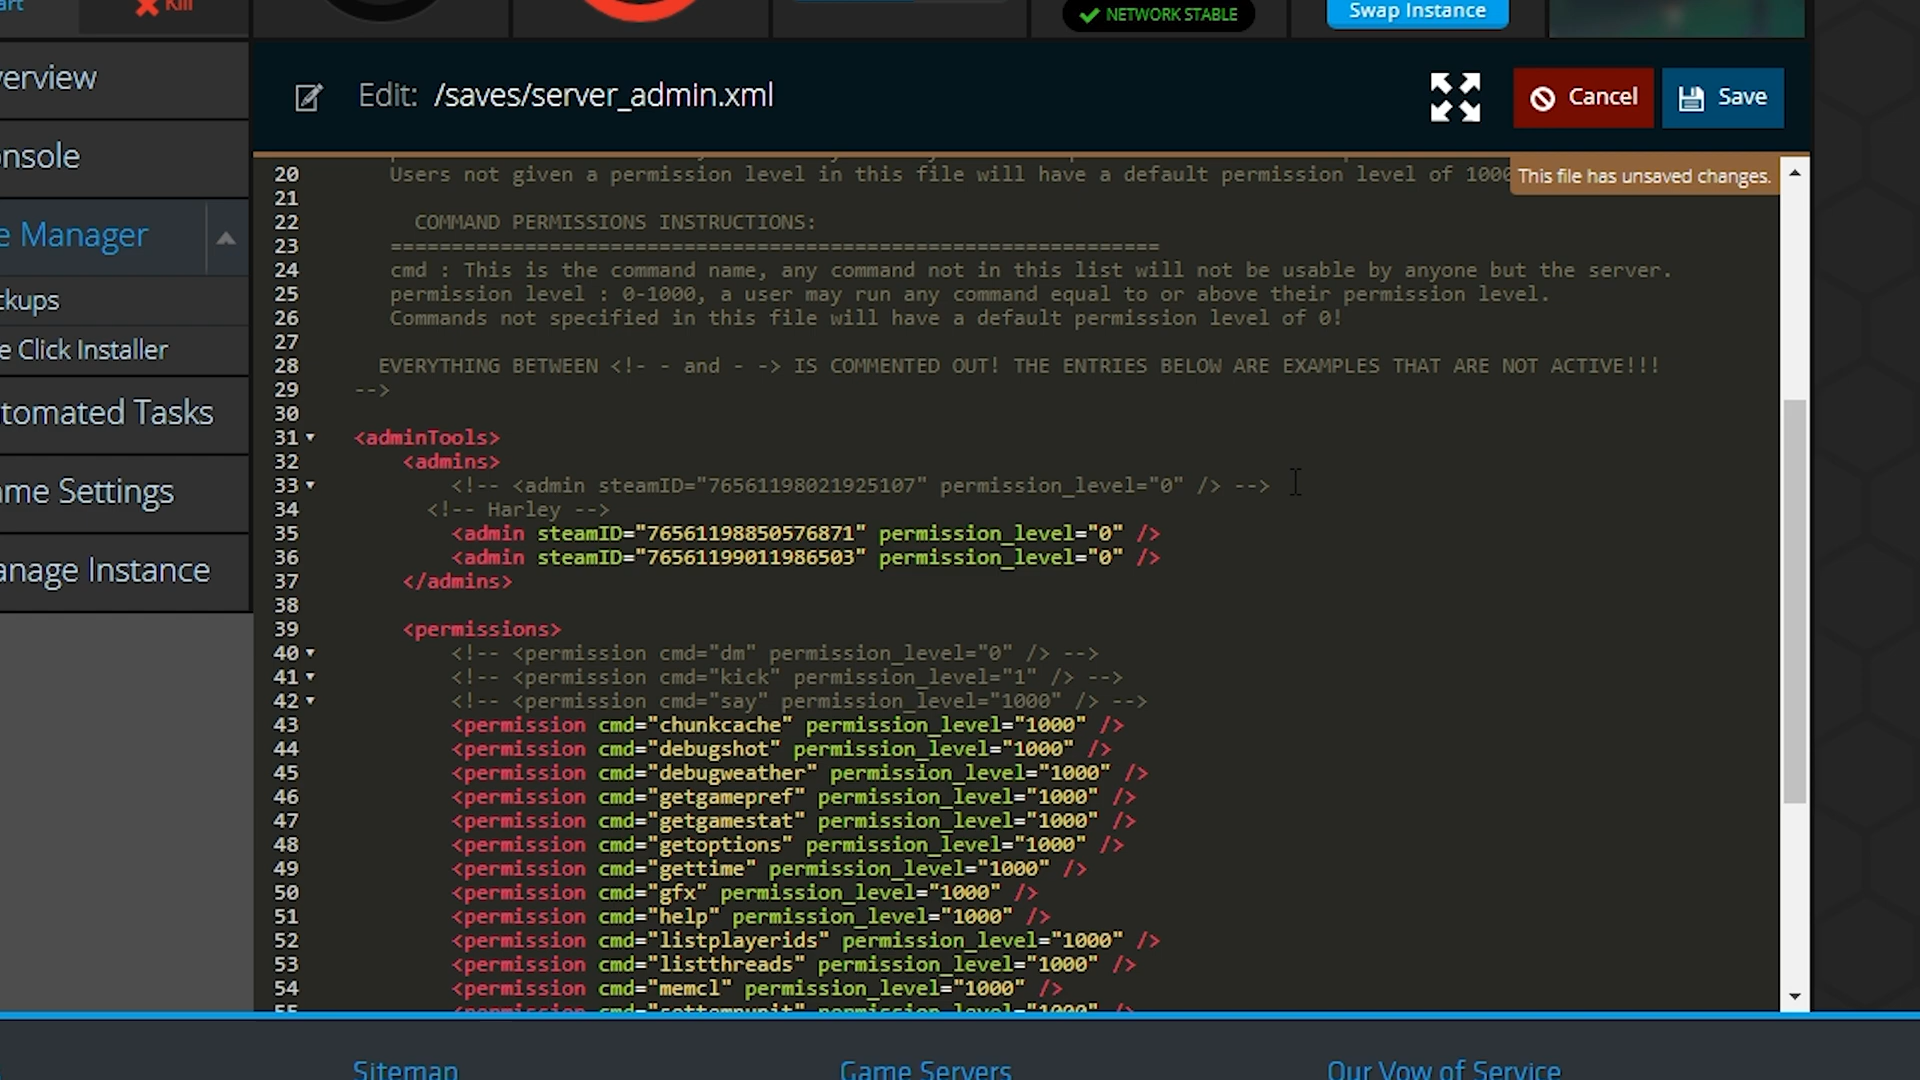 Kill
NETWORK STABLE
Swap Instance
Edit: /saves/server_admin.xml
Cancel
Save
This file has unsaved changes.
verview
onsole
e Manager
ckups
e Click Installer
tomated Tasks
me Settings
anage Instance
20 Users not given a permission level in this file will have a default permission level of 1000
21
22 COMMAND PERMISSIONS INSTRUCTIONS:
23 ===============================================================
24 cmd : This is the command name, any command not in this list will not be usable by anyone but the server.
25 permission level : 0-1000, a user may run any command equal to or above their permission level.
26 Commands not specified in this file will have a default permission level of 0!
27
28 EVERYTHING BETWEEN <!- - and - -> IS COMMENTED OUT! THE ENTRIES BELOW ARE EXAMPLES THAT ARE NOT ACTIVE!!!
29 -->
30
31 <adminTools>
32 <admins>
33 <!-- <admin steamID="76561198021925107" permission_level="0" /> -->
34 <!-- Harley -->
35 <admin steamID="76561198850576871" permission_level="0" />
36 <admin steamID="76561199011986503" permission_level="0" />
37 </admins>
38
39 <permissions>
40 <!-- <permission cmd="dm" permission_level="0" /> -->
41 <!-- <permission cmd="kick" permission_level="1" /> -->
42 <!-- <permission cmd="say" permission_level="1000" /> -->
43 <permission cmd="chunkcache" permission_level="1000" />
44 <permission cmd="debugshot" permission_level="1000" />
45 <permission cmd="debugweather" permission_level="1000" />
46 <permission cmd="getgamepref" permission_level="1000" />
47 <permission cmd="getgamestat" permission_level="1000" />
48 <permission cmd="getoptions" permission_level="1000" />
49 <permission cmd="gettime" permission_level="1000" />
50 <permission cmd="gfx" permission_level="1000" />
51 <permission cmd="help" permission_level="1000" />
52 <permission cmd="listplayerids" permission_level="1000" />
53 <permission cmd="listthreads" permission_level="1000" />
54 <permission cmd="memcl" permission_level="1000" />
55 <permission cmd="settempunit" permission_level="1000" />
Sitemap
Game Servers
Our Vow of Service